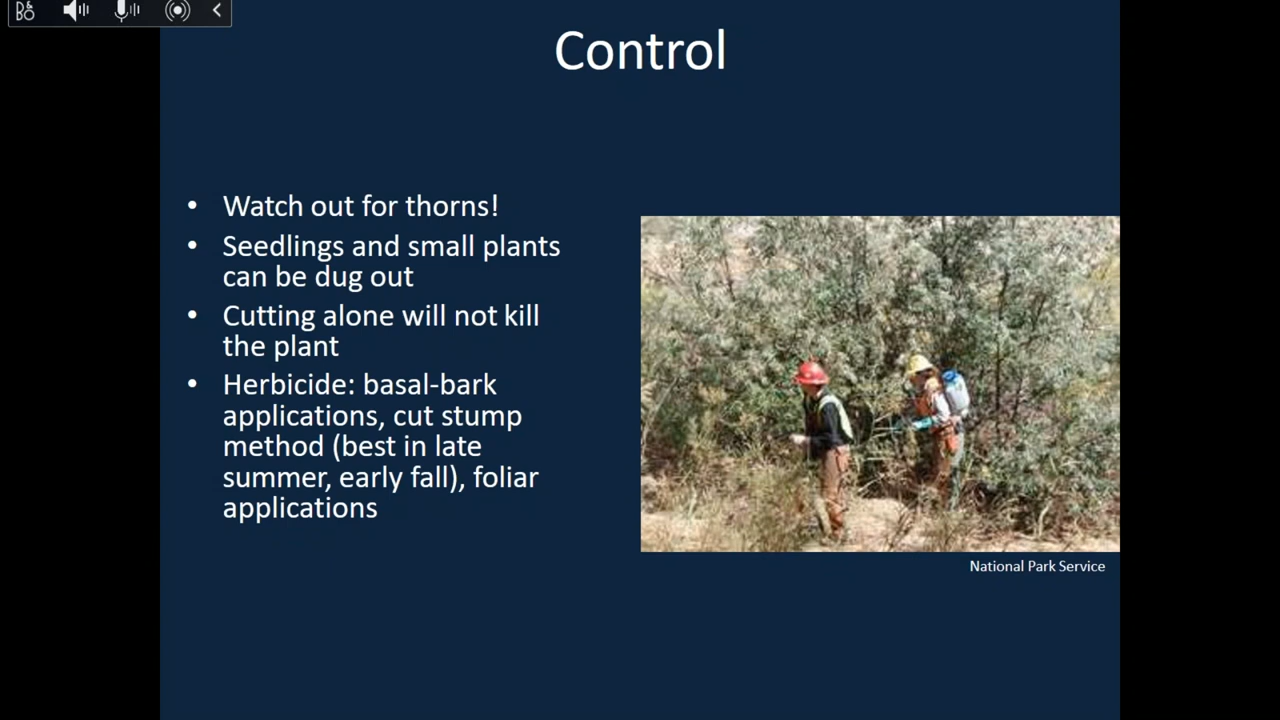 B&
BO
Control
• Watch out for thorns!
• Seedlings and small plants
can be dug out
• Cutting alone will not kill
the plant
• Herbicide: basal-bark
applications, cut stump
method (best in late
summer, early fall), foliar
applications
National Park Service